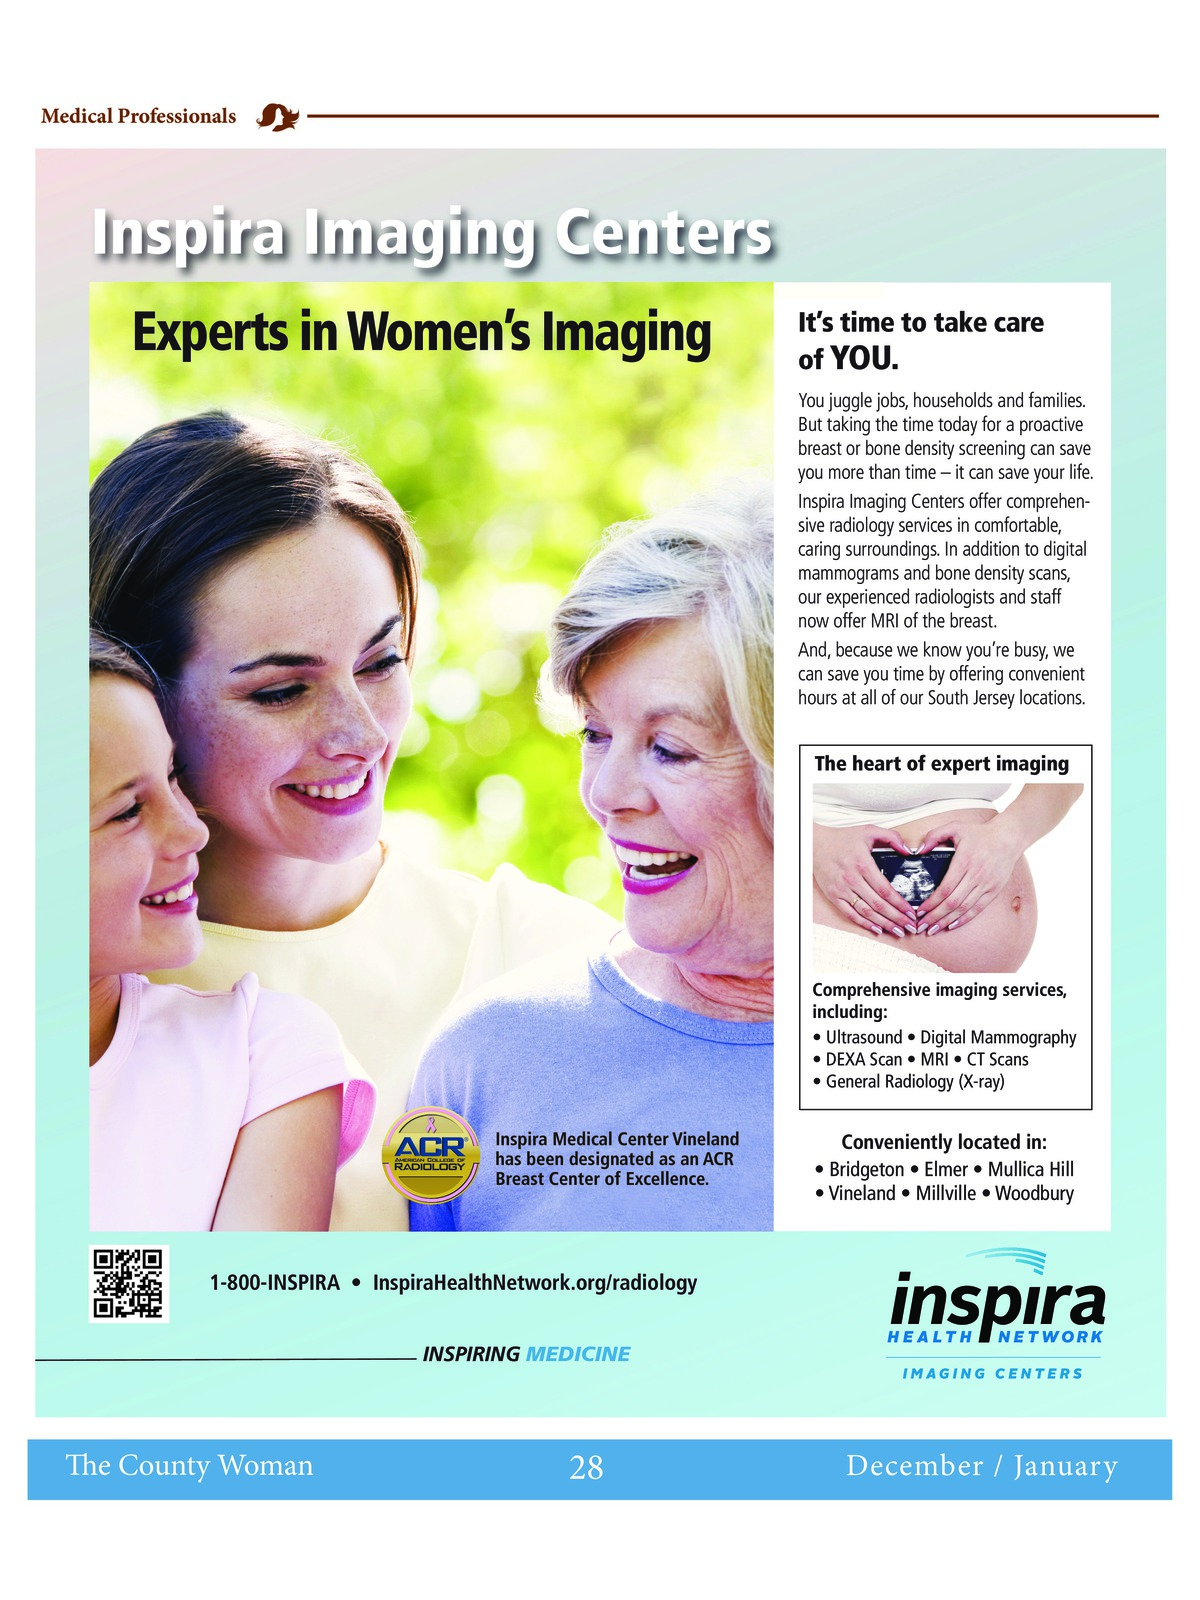 Medical Professionals
Inspira Imaging Centers
Experts in Women's Imaging
It's time to take care
of YOU.
You juggle jobs, households and families.
But taking the time today for a proactive
breast or bone density screening can save
you more than time – it can save your life.
Inspira Imaging Centers offer comprehen-
sive radiology services in comfortable,
caring surroundings. In addition to digital
mammograms and bone density scans,
our experienced radiologists and staff
now offer MRI of the breast.
And, because we know you're busy, we
can save you time by offering convenient
hours at all of our South Jersey locations.
The heart of expert imaging
Comprehensive imaging services,
including:
• Ultrasound • Digital Mammography
• DEXA Scan • MRI • CT Scans
• General Radiology (X-ray)
Conveniently located in:
• Bridgeton • Elmer • Mullica Hill
• Vineland • Millville • Woodbury
ACR®
AMERICAN COLLEGE OF
RADIOLOGY
Inspira Medical Center Vineland
has been designated as an ACR
Breast Center of Excellence.
1-800-INSPIRA • InspiraHealthNetwork.org/radiology
INSPIRING MEDICINE
inspira
HEALTH NETWORK
IMAGING CENTERS
The County Woman
28
December / January